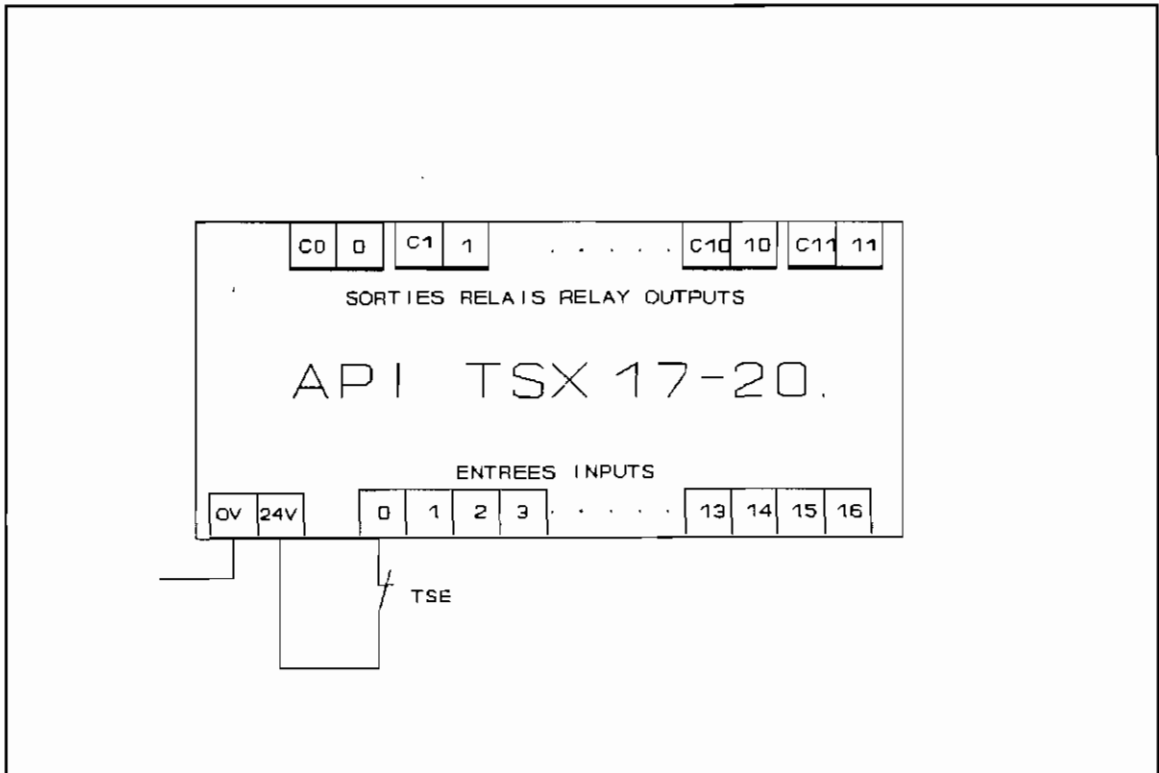 C0 0 C1 1 . . . . . C10 10 C11 11
SORTIES RELAIS RELAY OUTPUTS
API TSX 17-20.
ENTREES INPUTS
0V 24V 0 1 2 3 . . . . . 13 14 15 16
TSE